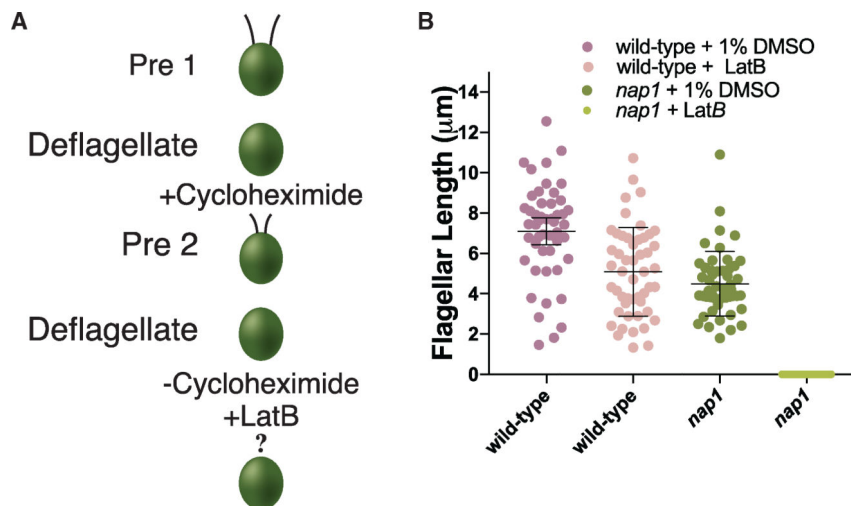 A
Pre 1
Deflagellate
+Cycloheximide
Pre 2
Deflagellate
-Cycloheximide
+LatB
?
B
wild-type + 1% DMSO
wild-type + LatB
nap1 + 1% DMSO
nap1 + LatB
Flagellar Length (μm)
14
12
10
8
6
4
2
0
wild-type
wild-type
nap1
nap1